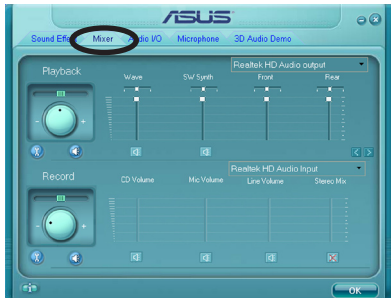 ASUS
Sound Effect Mixer Audio I/O Microphone 3D Audio Demo
Realtek HD Audio output
Playback
Wave SW Synth Front Rear
Realtek HD Audio Input
Record
CD Volume Mic Volume Line Volume Stereo Mix
OK